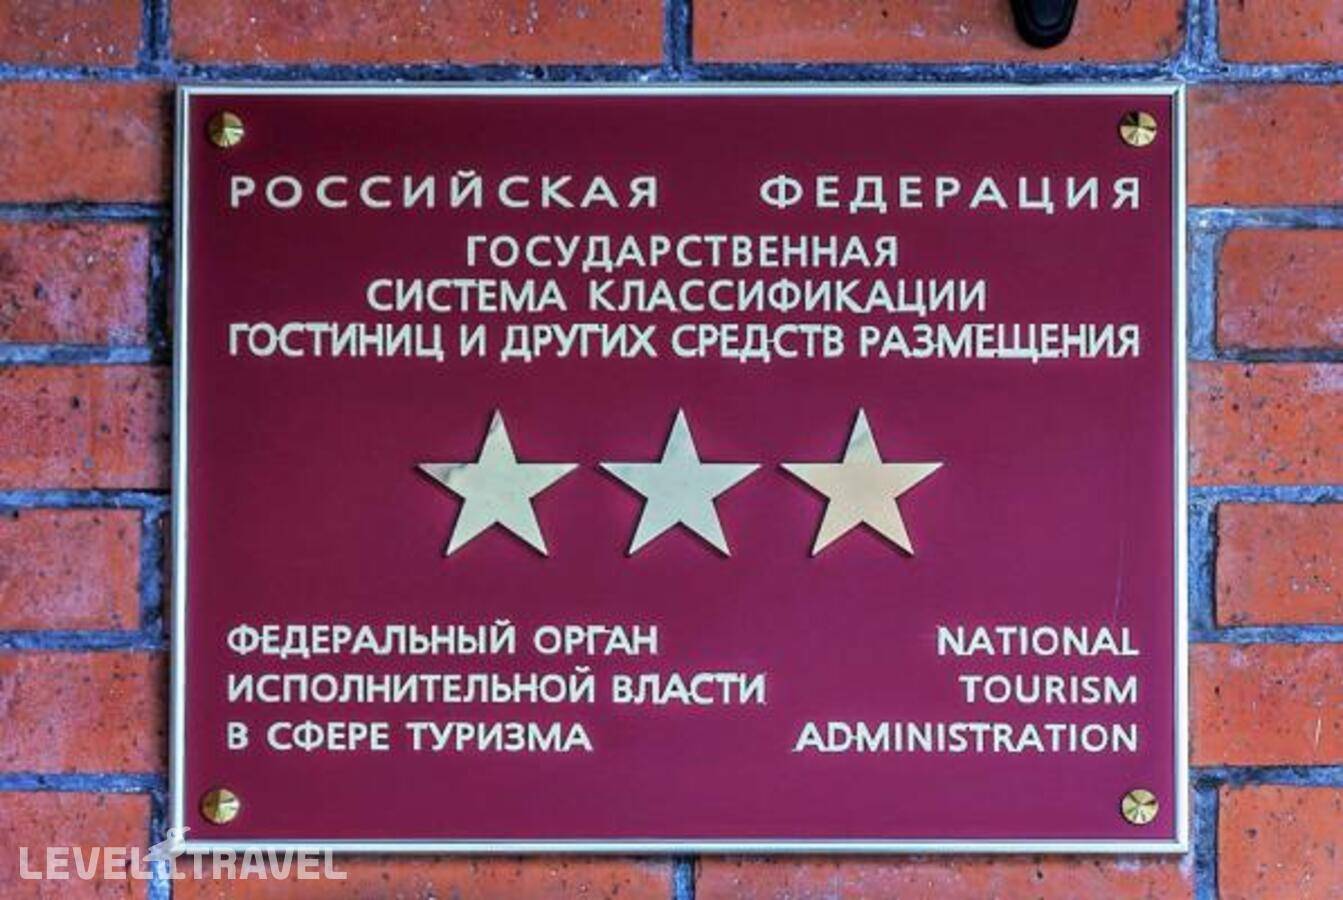 РОССИЙСКАЯ ФЕДЕРАЦИЯ
ГОСУДАРСТВЕННАЯ
СИСТЕМА КЛАССИФИКАЦИИ
ГОСТИНИЦ И ДРУГИХ СРЕДСТВ РАЗМЕЩЕНИЯ
ФЕДЕРАЛЬНЫЙ ОРГАН
ИСПОЛНИТЕЛЬНОЙ ВЛАСТИ
В СФЕРЕ ТУРИЗМА
NATIONAL
TOURISM
ADMINISTRATION
LEVEL TRAVEL